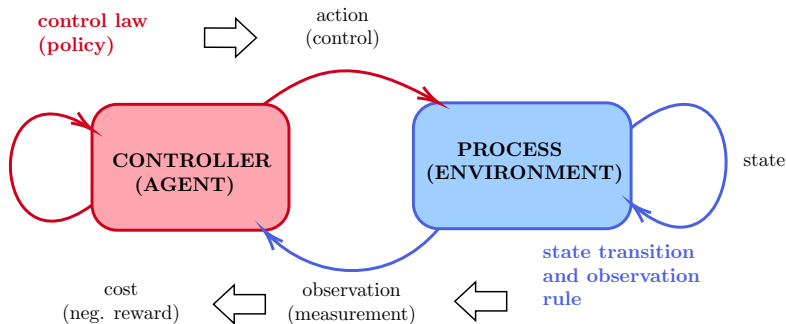 control law
(policy)
action
(control)
CONTROLLER
(AGENT)
PROCESS
(ENVIRONMENT)
state
state transition
and observation
rule
cost
(neg. reward)
observation
(measurement)